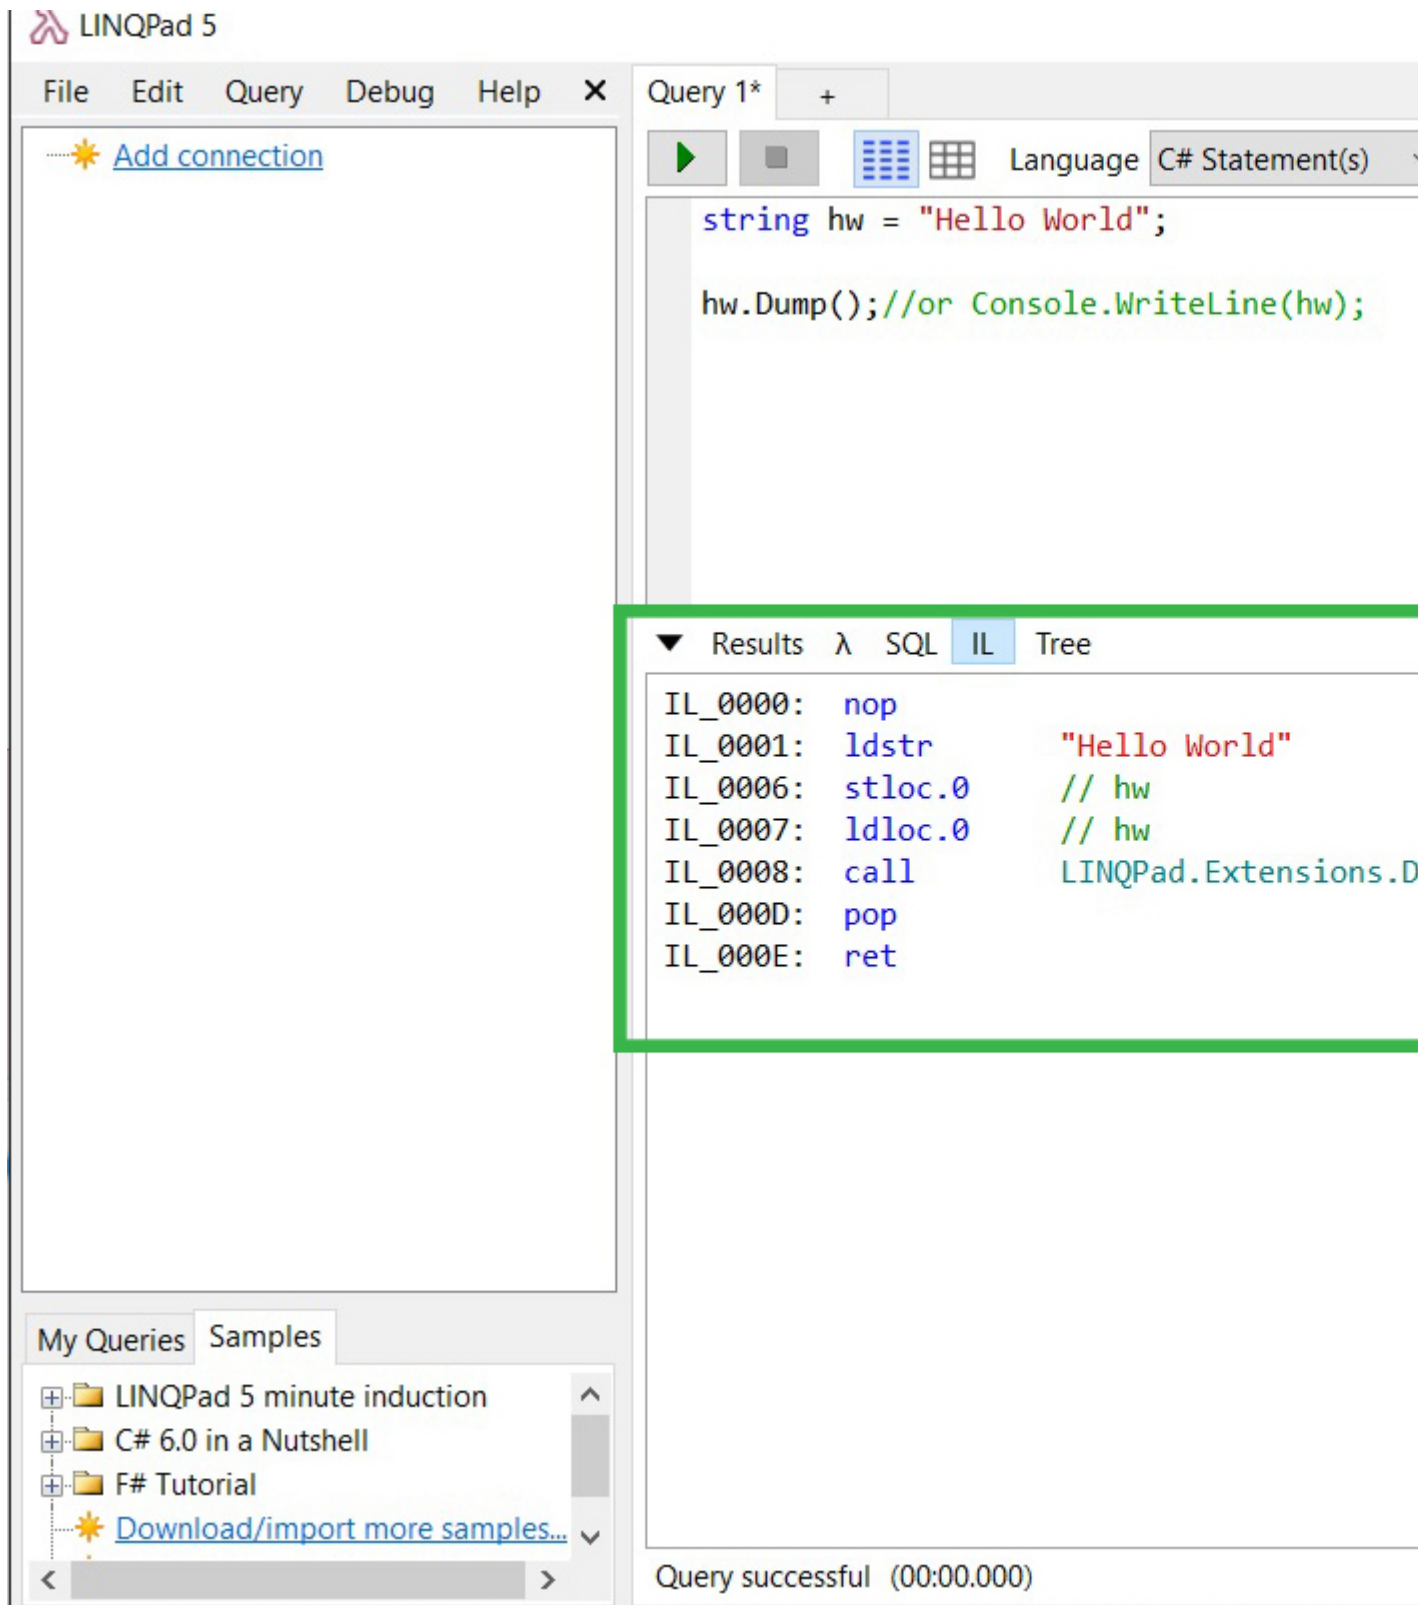 LINQPad 5
File Edit Query Debug Help
Add connection
My Queries Samples
LINQPad 5 minute induction
C# 6.0 in a Nutshell
F# Tutorial
Download/import more samples...
Query 1* +
Language C# Statement(s)
string hw = "Hello World";
hw.Dump();//or Console.WriteLine(hw);
Results λ SQL IL Tree
IL_0000: nop
IL_0001: ldstr "Hello World"
IL_0006: stloc.0 // hw
IL_0007: ldloc.0 // hw
IL_0008: call LINQPad.Extensions.D
IL_000D: pop
IL_000E: ret
Query successful (00:00.000)